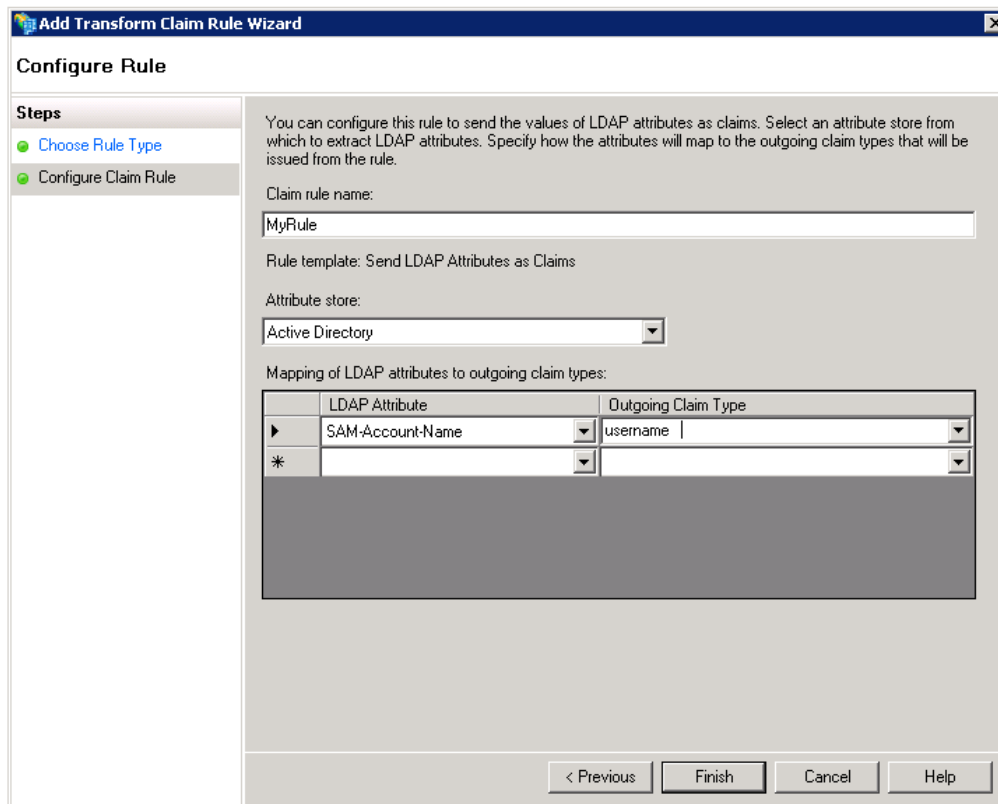 Add Transform Claim Rule Wizard
Configure Rule
Steps
Choose Rule Type
Configure Claim Rule
You can configure this rule to send the values of LDAP attributes as claims. Select an attribute store from
which to extract LDAP attributes. Specify how the attributes will map to the outgoing claim types that will be
issued from the rule.
Claim rule name:
MyRule
Rule template: Send LDAP Attributes as Claims
Attribute store:
Active Directory
Mapping of LDAP attributes to outgoing claim types:
LDAP Attribute Outgoing Claim Type
SAM-Account-Name username
< Previous Finish Cancel Help